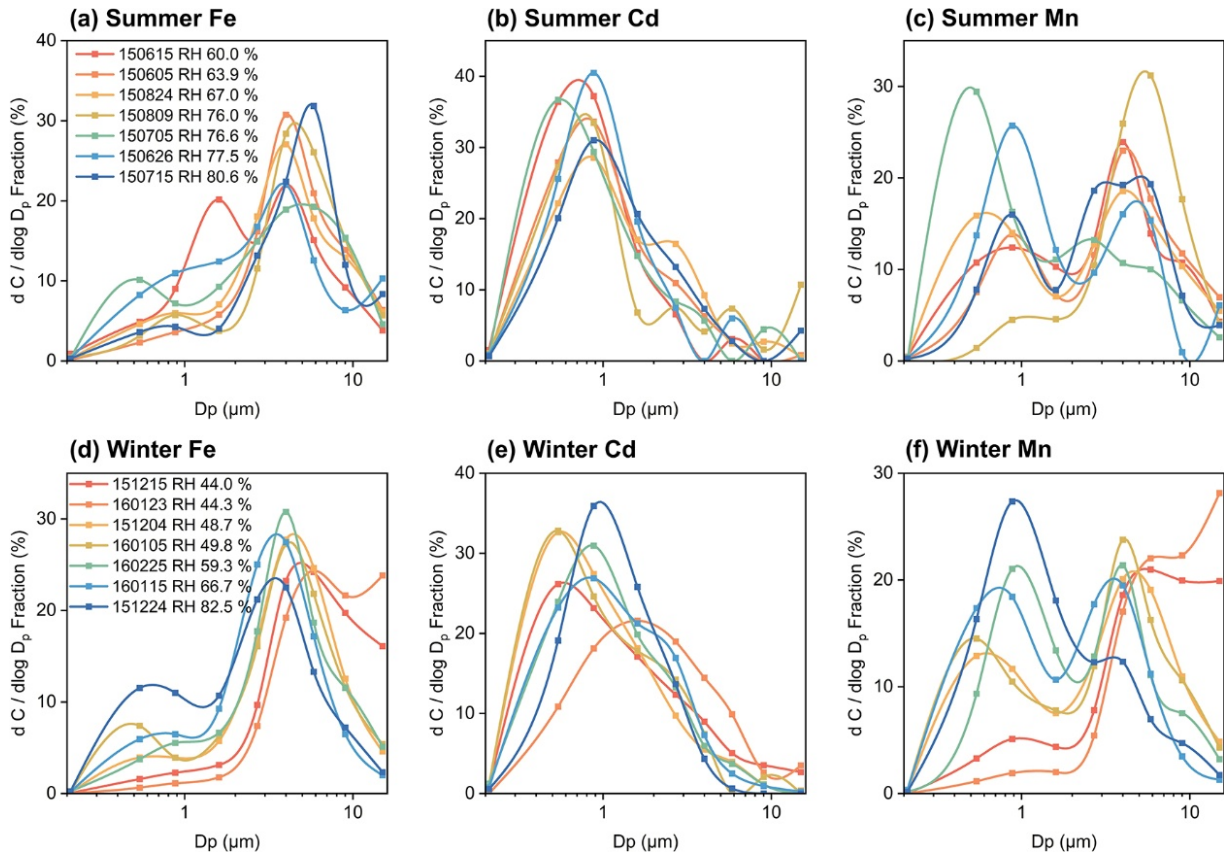 (a) Summer Fe
(b) Summer Cd
(c) Summer Mn
d C / dlog Dp Fraction (%)
40
30
20
10
0
150615 RH 60.0 %
150605 RH 63.9 %
150824 RH 67.0 %
150809 RH 76.0 %
150705 RH 76.6 %
150626 RH 77.5 %
150715 RH 80.6 %
1
10
Dp (µm)
d C / dlog Dp Fraction (%)
40
30
20
10
0
1
10
Dp (µm)
d C / dlog Dp Fraction (%)
30
20
10
0
1
10
Dp (µm)
(d) Winter Fe
(e) Winter Cd
(f) Winter Mn
d C / dlog Dp Fraction (%)
30
20
10
0
151215 RH 44.0 %
160123 RH 44.3 %
151204 RH 48.7 %
160105 RH 49.8 %
160225 RH 59.3 %
160115 RH 66.7 %
151224 RH 82.5 %
1
10
Dp (µm)
d C / dlog Dp Fraction (%)
40
30
20
10
0
1
10
Dp (µm)
d C / dlog Dp Fraction (%)
30
20
10
0
1
10
Dp (µm)